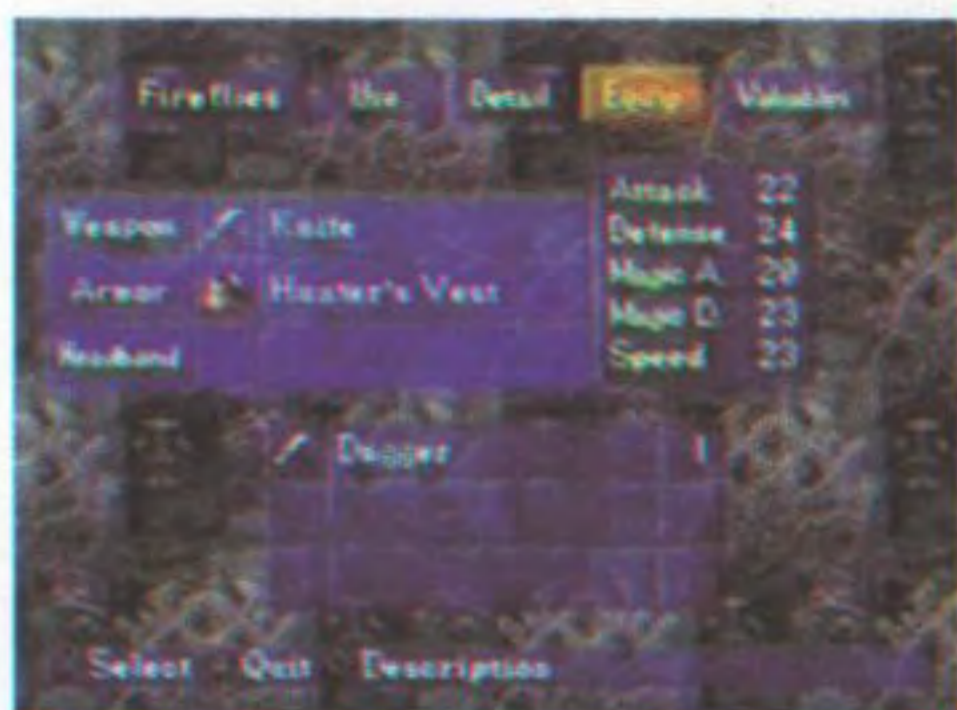 Fireflies Use Detail Equip Valuables
Weapon Knife
Armor Hunter's Vest
Headband
Attack 22
Defense 24
Magic A. 20
Magic D. 23
Speed 23
Dagger 1
Select Quit Description